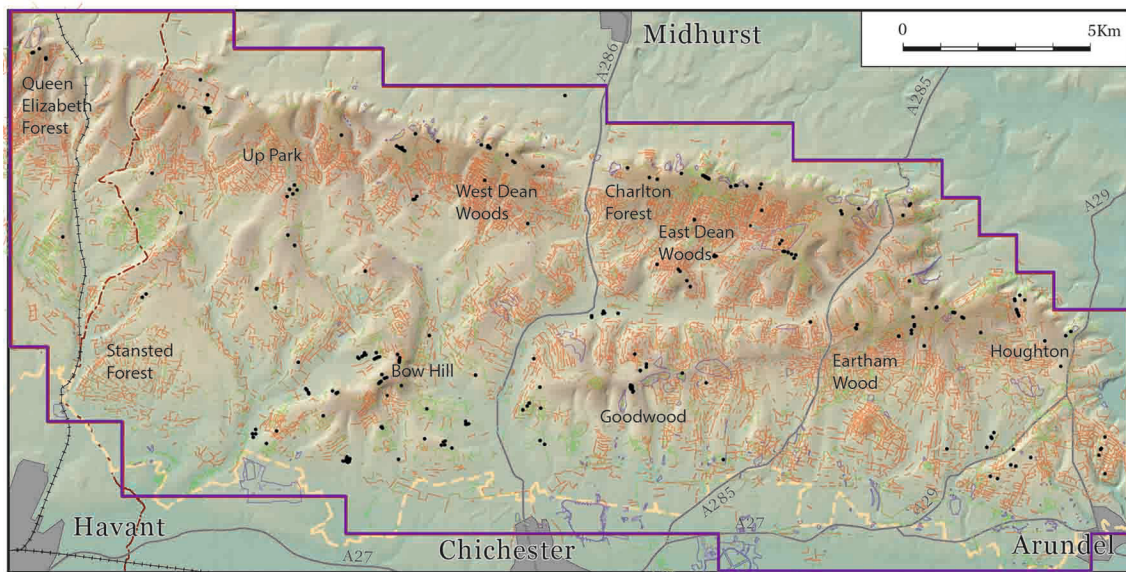 Midhurst
0
5Km
A286
A285
Queen
Elizabeth
Forest
Up Park
West Dean
Woods
Charlton
Forest
East Dean
Woods
A29
Stansted
Forest
Bow Hill
Goodwood
Eartham
Wood
Houghton
A285
A29
A27
Havant
A27
Chichester
Arundel